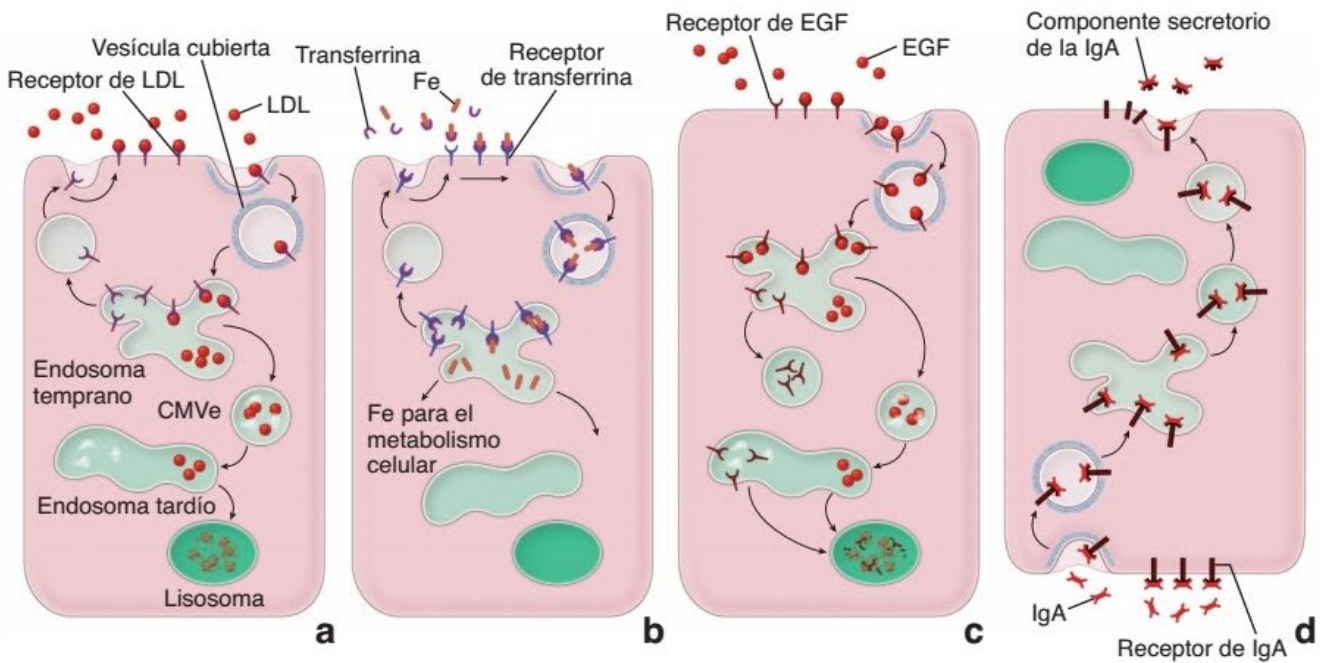 Vesícula cubierta
Receptor de LDL
LDL
Endosoma
temprano
CMVe
Endosoma tardío
Lisosoma
a
Transferrina
Fe
Receptor
de transferrina
Fe para el
metabolismo
celular
b
Receptor de EGF
EGF
c
Componente secretorio
de la IgA
IgA
Receptor de IgA
d